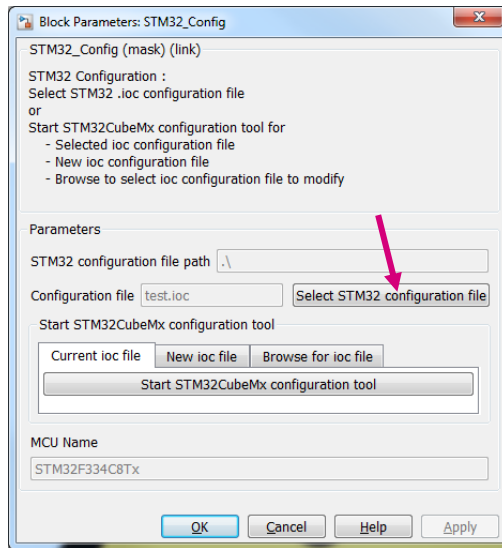 Block Parameters: STM32_Config
STM32_Config (mask) (link)
STM32 Configuration :
Select STM32 .ioc configuration file
or
Start STM32CubeMx configuration tool for
- Selected ioc configuration file
- New ioc configuration file
- Browse to select ioc configuration file to modify
Parameters
STM32 configuration file path .\
Configuration file test.ioc Select STM32 configuration file
Start STM32CubeMx configuration tool
Current ioc file New ioc file Browse for ioc file
Start STM32CubeMx configuration tool
MCU Name
STM32F334C8Tx
OK Cancel Help Apply